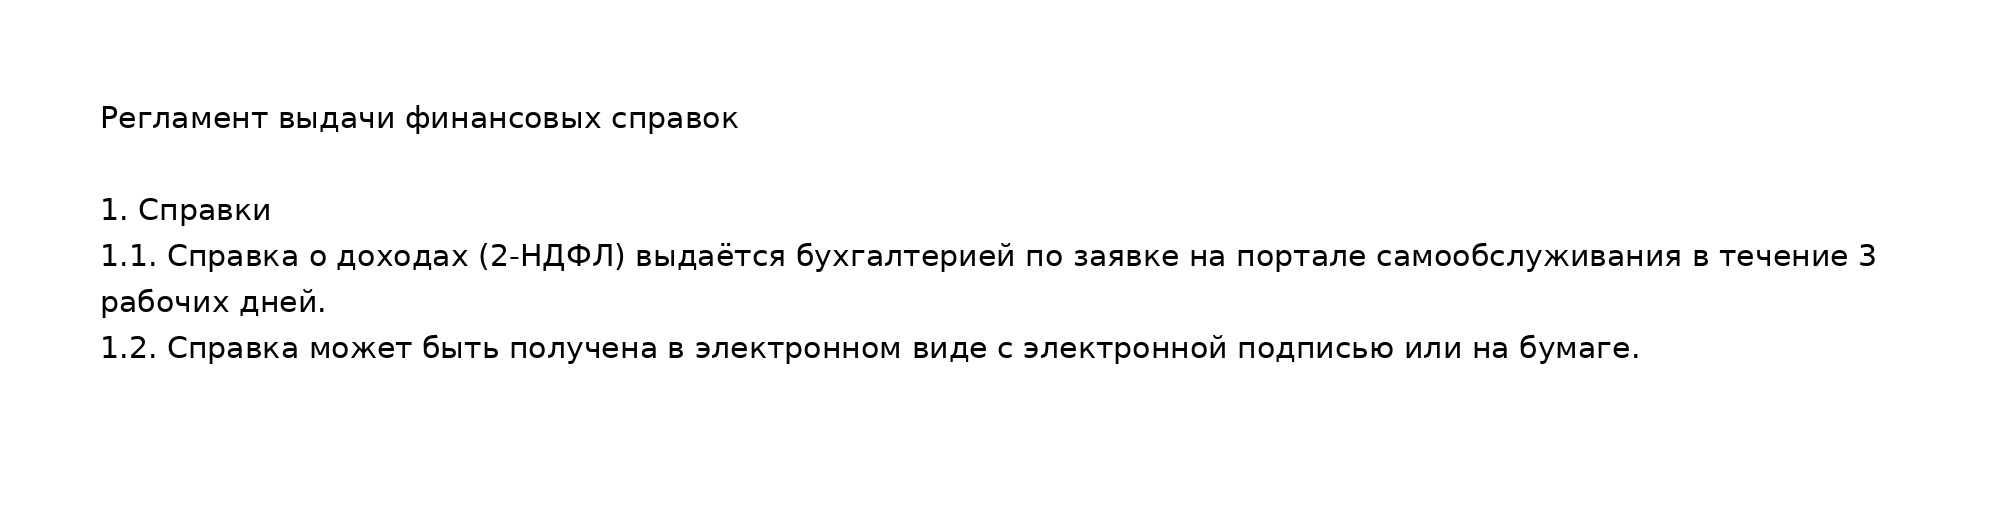 Регламент выдачи финансовых справок
1. Справки
1.1. Справка о доходах (2-НДФЛ) выдаётся бухгалтерией по заявке на портале самообслуживания в течение 3
рабочих дней.
1.2. Справка может быть получена в электронном виде с электронной подписью или на бумаге.